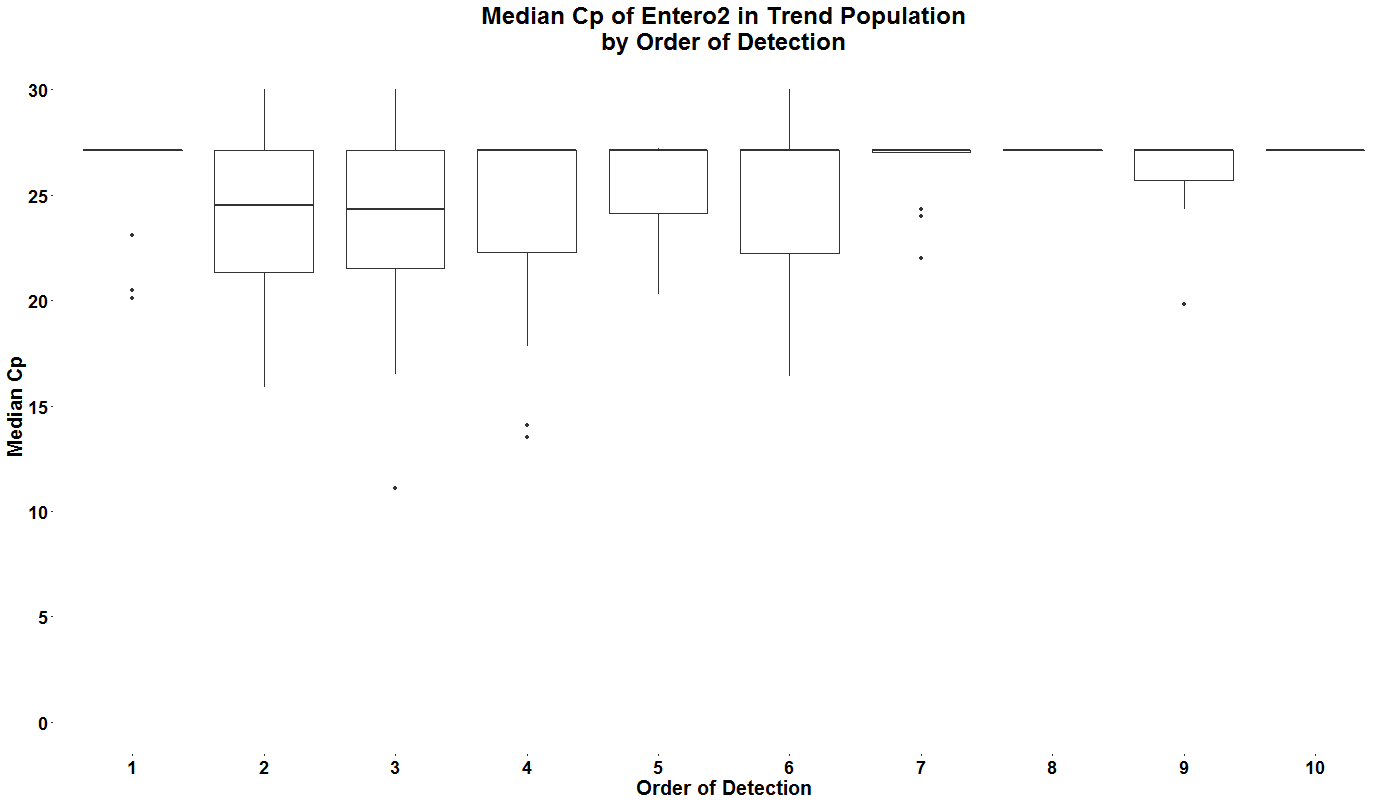 Median Cp of Entero2 in Trend Population
by Order of Detection
Median Cp
30
25
20
15
10
5
0
1 2 3 4 5 6 7 8 9 10
Order of Detection